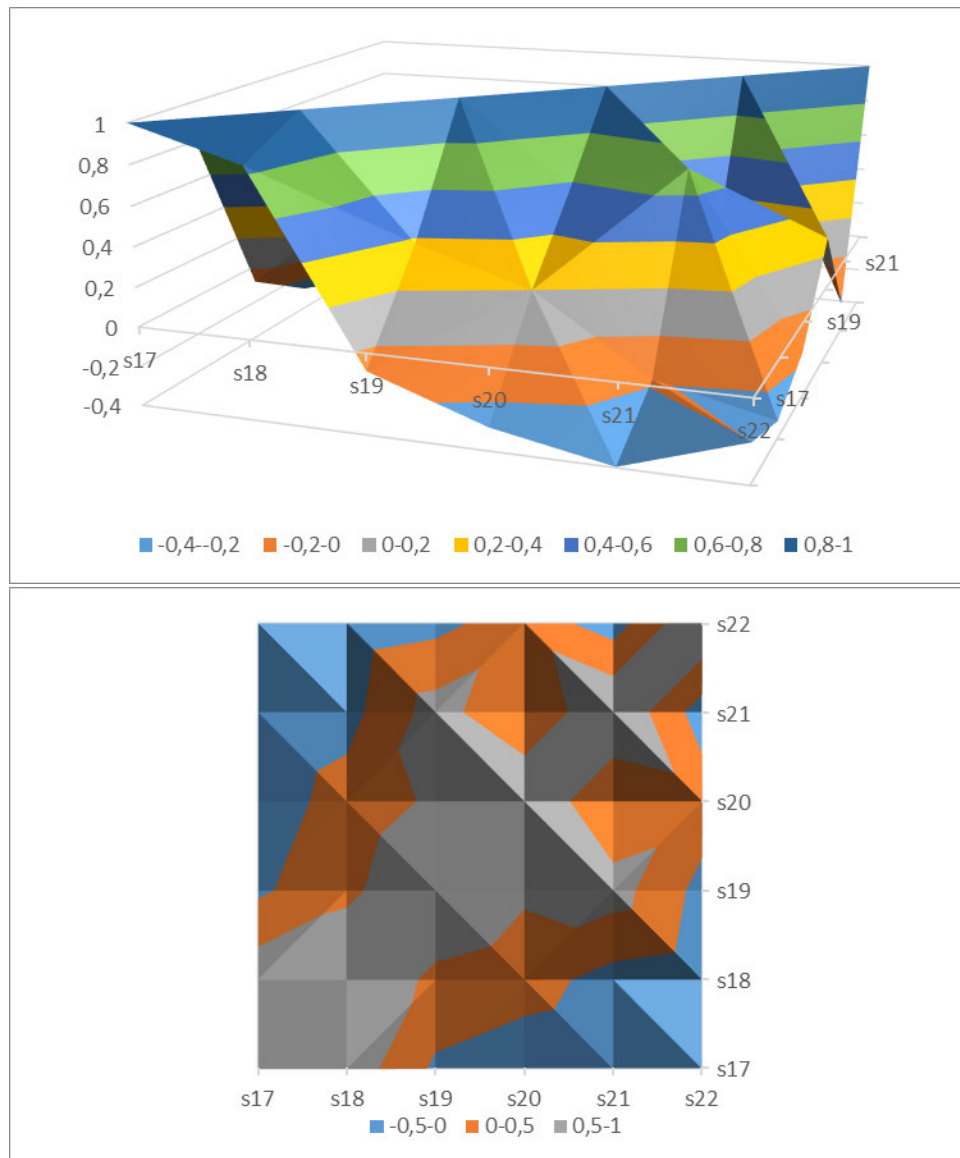 1
0,8
0,6
0,4
0,2
0
-0,2
-0,4
s17
s18
s19
s20
s21
s22
s17
s19
s21
-0,4--0,2 -0,2-0 0-0,2 0,2-0,4 0,4-0,6 0,6-0,8 0,8-1
s22
s21
s20
s19
s18
s17
s17 s18 s19 s20 s21 s22
-0,5-0 0-0,5 0,5-1